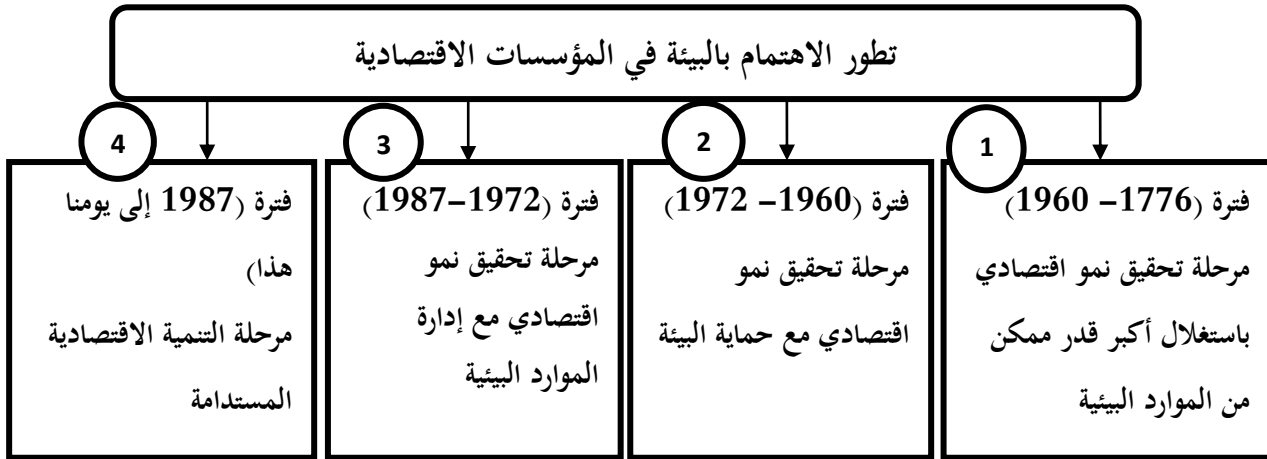 تطور الاهتمام بالبيئة في المؤسسات الاقتصادية
1
فترة (1776– 1960)
مرحلة تحقيق نمو اقتصادي
باستغلال أكبر قدر ممكن
من الموارد البيئية
2
فترة (1960– 1972)
مرحلة تحقيق نمو
اقتصادي مع حماية البيئة
3
فترة (1972–1987)
مرحلة تحقيق نمو
اقتصادي مع إدارة
الموارد البيئية
4
فترة (1987 إلى يومنا
هذا)
مرحلة التنمية الاقتصادية
المستدامة